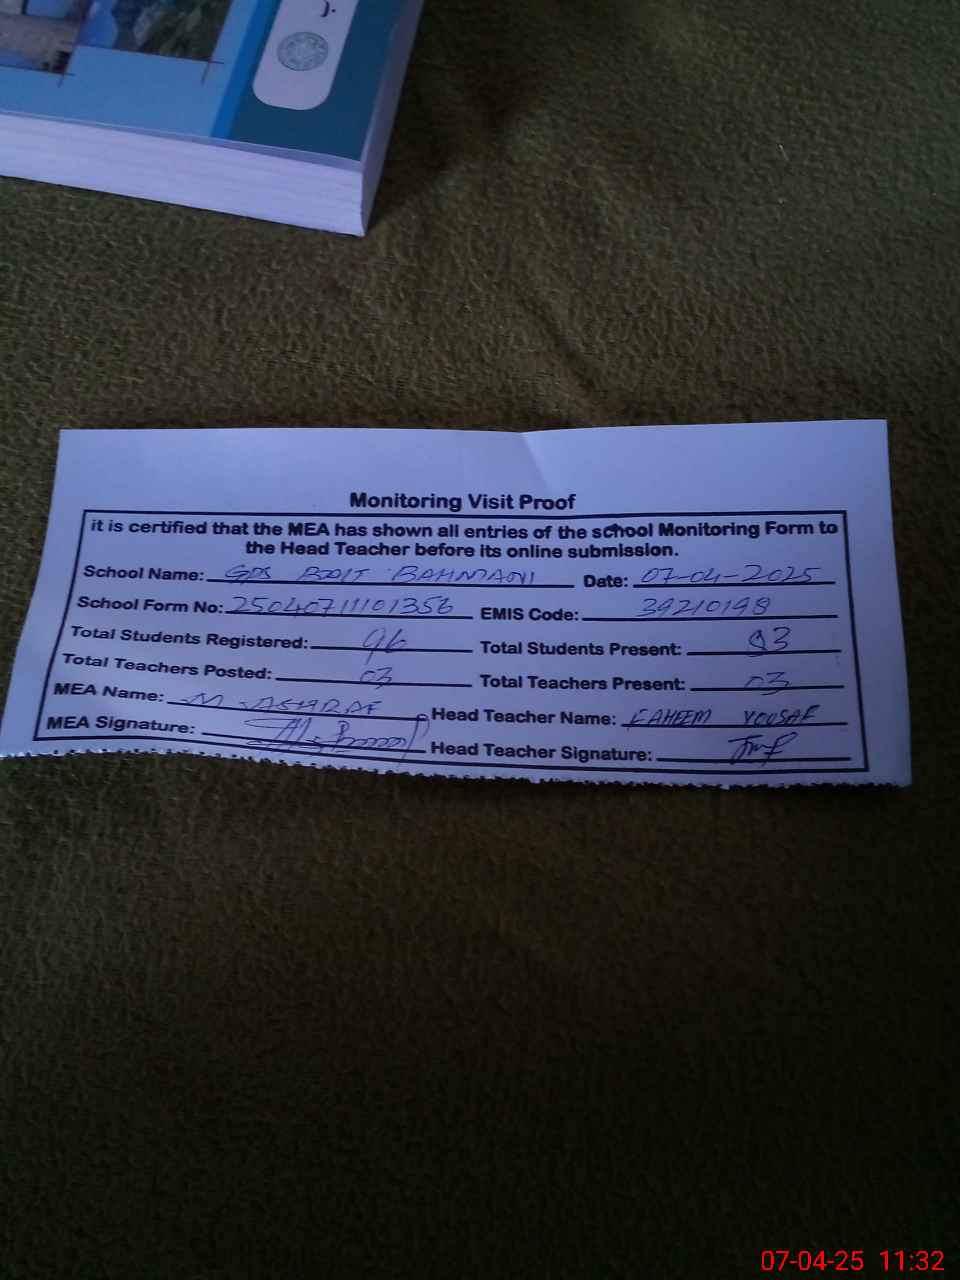 Monitoring Visit Proof
it is certified that the MEA has shown all entries of the school Monitoring Form to
the Head Teacher before its online submission.
School Name: GPS BAHMANI Date: 07-04-2025
School Form No: 25040711101356 EMIS Code: 39210198
Total Students Registered: 96 Total Students Present: 93
Total Teachers Posted: 03 Total Teachers Present: 03
MEA Name: M. ASHRAF Head Teacher Name: FAHEEM YOUSAF
MEA Signature: Head Teacher Signature:
07-04-25 11:32